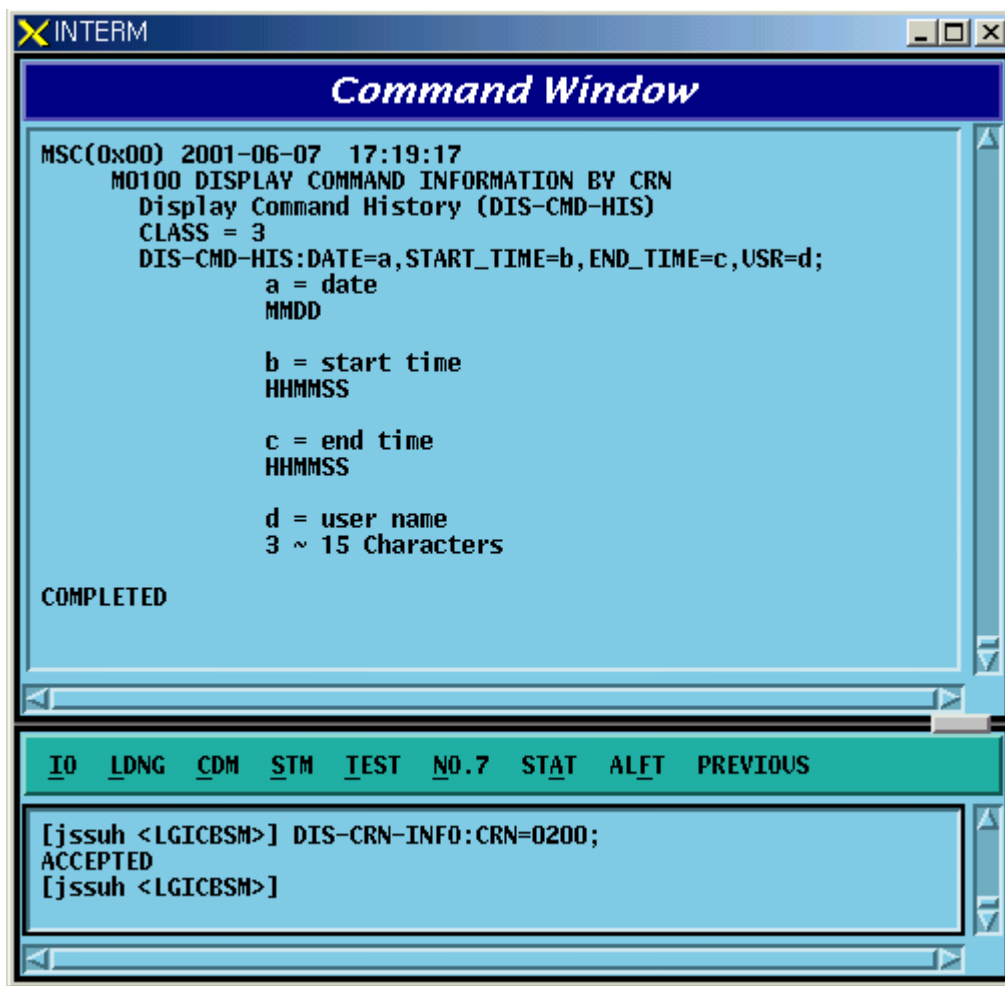 INTERM
Command Window
MSC(0x00) 2001-06-07 17:19:17
M0100 DISPLAY COMMAND INFORMATION BY CRN
Display Command History (DIS-CMD-HIS)
CLASS = 3
DIS-CMD-HIS:DATE=a,START_TIME=b,END_TIME=c,USR=d;
a = date
MMDD
b = start time
HHMMSS
c = end time
HHMMSS
d = user name
3 ~ 15 Characters
COMPLETED
IO LDNG CDM STM TEST NO.7 STAT ALFT PREVIOUS
[jssuh <LGICBSM>] DIS-CRN-INFO:CRN=0200;
ACCEPTED
[jssuh <LGICBSM>]